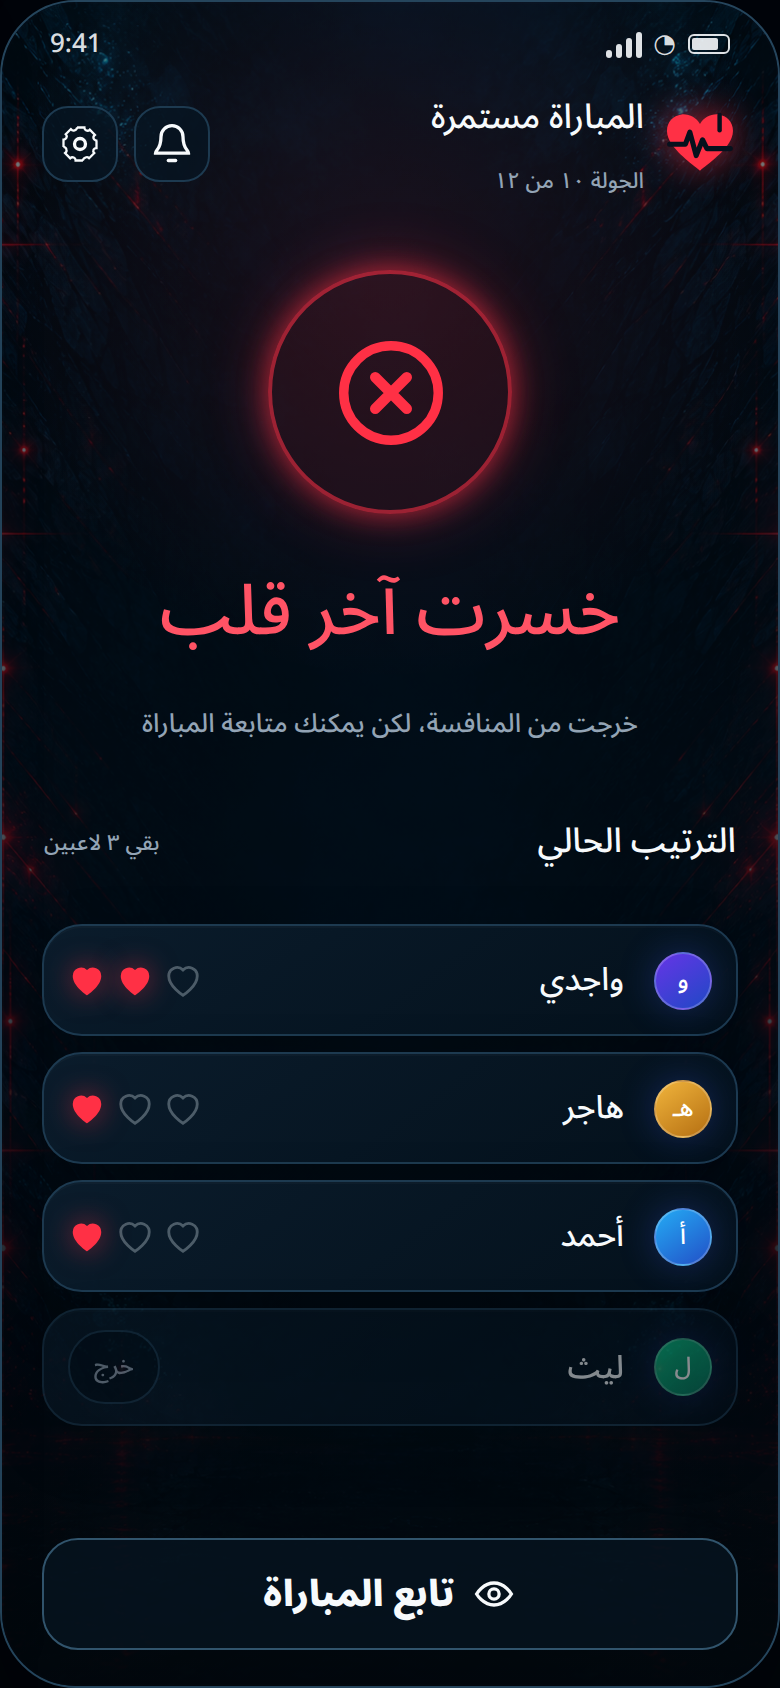 9:41
المباراة مستمرة
الجولة ١٠ من ١٢
خسرت آخر قلب
خرجت من المنافسة، لكن يمكنك متابعة المباراة
الترتيب الحالي
بقي ٣ لاعبين
و واجدي
هـ هاجر
أ أحمد
ل ليث خرج
تابع المباراة